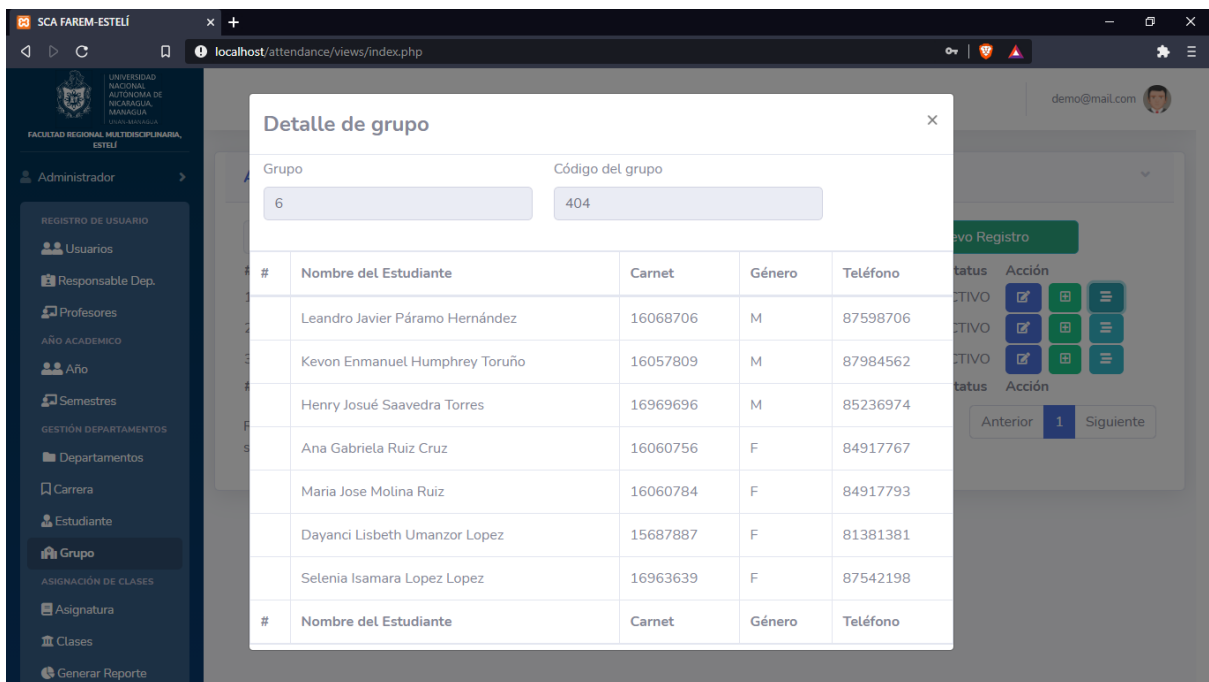 SCA FAREM-ESTELÍ
localhost/attendance/views/index.php
UNIVERSIDAD
NACIONAL
AUTÓNOMA DE
NICARAGUA,
MANAGUA
UNAN-MANAGUA
FACULTAD REGIONAL MULTIDISCIPLINARIA,
ESTELÍ
demo@mail.com
Administrador
REGISTRO DE USUARIO
Usuarios
Responsable Dep.
Profesores
AÑO ACADEMICO
Año
Semestres
GESTIÓN DEPARTAMENTOS
Departamentos
Carrera
Estudiante
Grupo
ASIGNACIÓN DE CLASES
Asignatura
Clases
Generar Reporte
Detalle de grupo
Grupo Código del grupo
6 404
# Nombre del Estudiante Carnet Género Teléfono
Leandro Javier Páramo Hernández 16068706 M 87598706
Kevon Enmanuel Humphrey Toruño 16057809 M 87984562
Henry Josué Saavedra Torres 16969696 M 85236974
Ana Gabriela Ruiz Cruz 16060756 F 84917767
Maria Jose Molina Ruiz 16060784 F 84917793
Dayanci Lisbeth Umanzor Lopez 15687887 F 81381381
Selenia Isamara Lopez Lopez 16963639 F 87542198
# Nombre del Estudiante Carnet Género Teléfono
evo Registro
tatus Acción
CTIVO
CTIVO
CTIVO
tatus Acción
Anterior 1 Siguiente